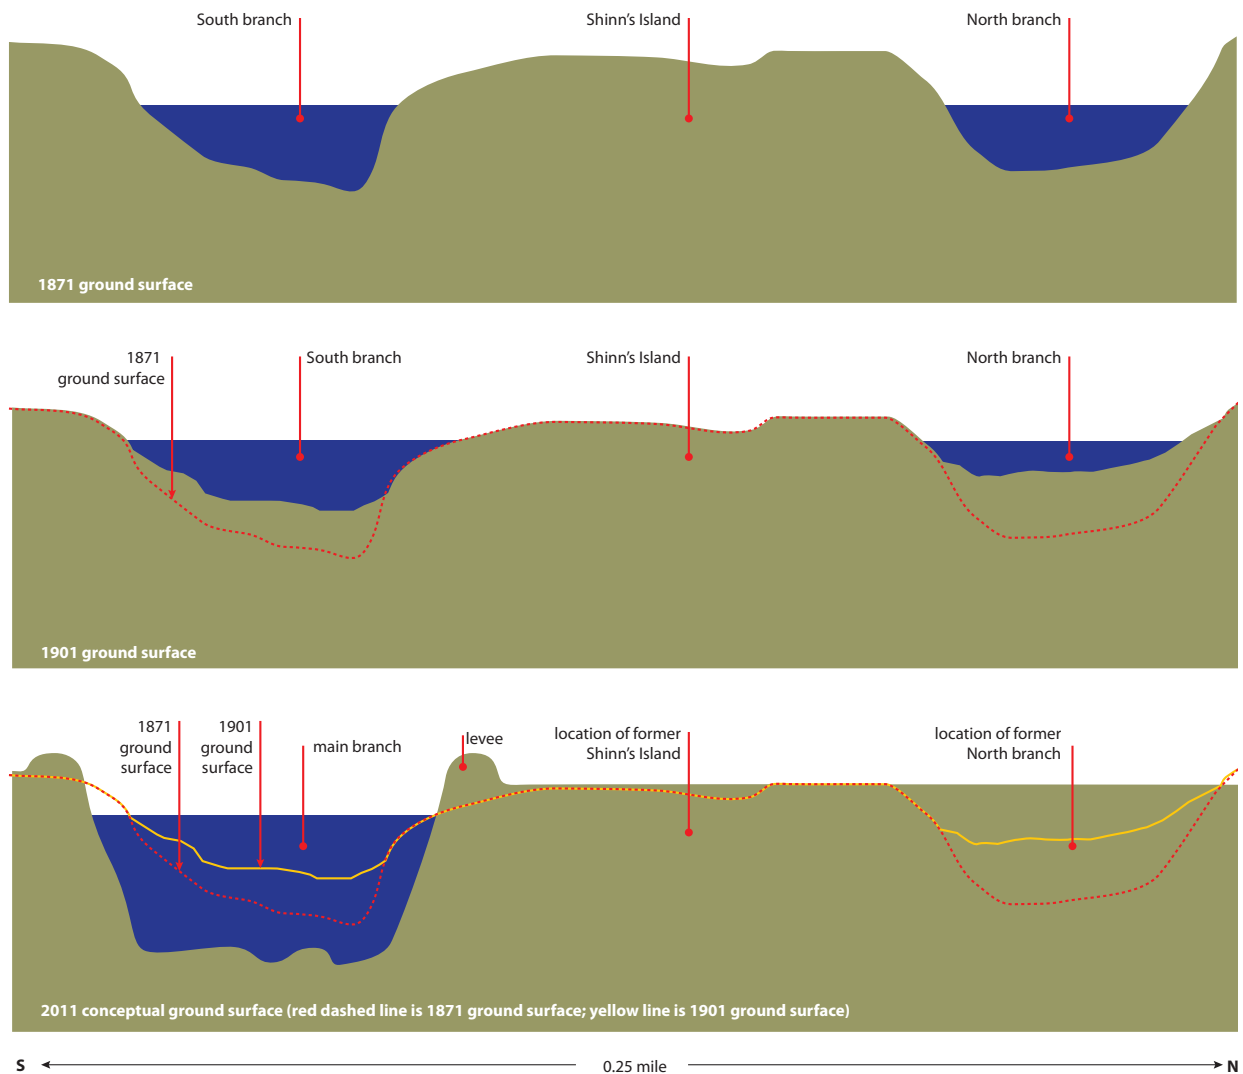 South branch
Shinn's Island
North branch
1871 ground surface
1871
ground surface
South branch
Shinn's Island
North branch
1901 ground surface
1871
ground
surface
1901
ground
surface
main branch
levee
location of former
Shinn's Island
location of former
North branch
2011 conceptual ground surface (red dashed line is 1871 ground surface; yellow line is 1901 ground surface)
S
0.25 mile
N